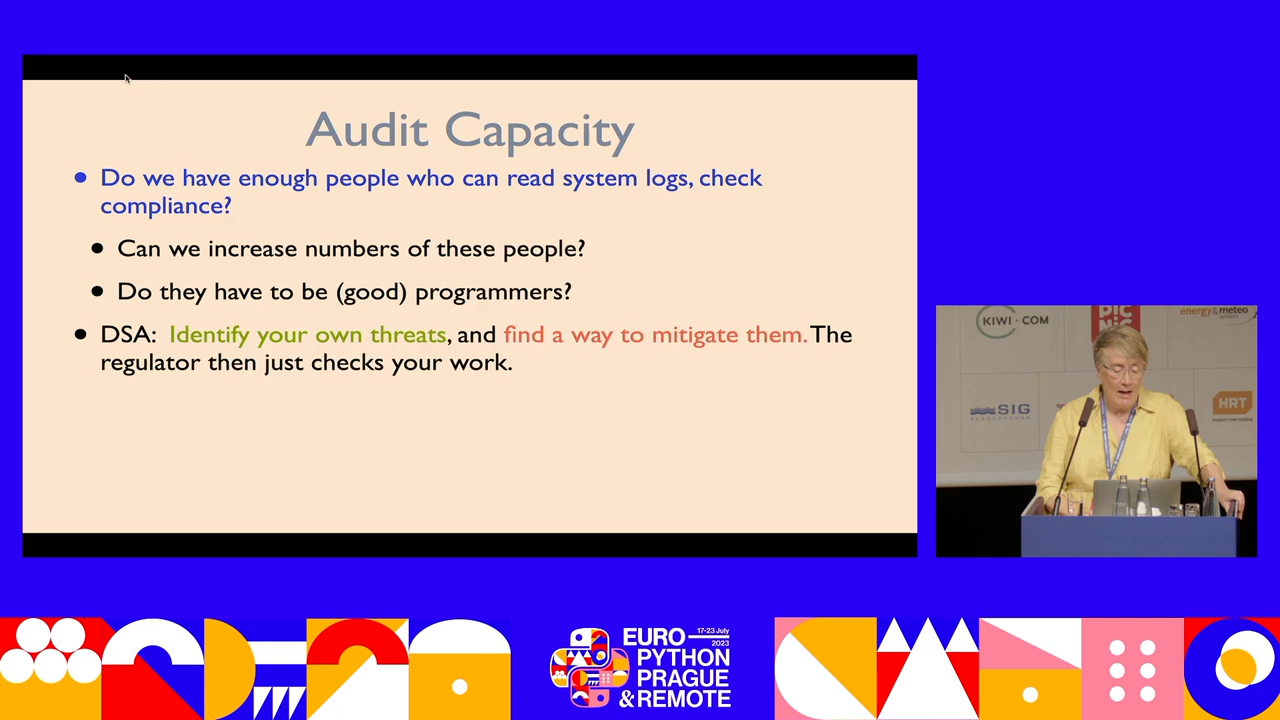 Audit Capacity
• Do we have enough people who can read system logs, check
compliance?
• Can we increase numbers of these people?
• Do they have to be (good) programmers?
• DSA: Identify your own threats, and find a way to mitigate them. The
regulator then just checks your work.
KIWI.COM
PIC
NIC
energy & meteo
systems
SIG
HRT
EURO
17-23 July
2023
PYTHON
PRAGUE
& REMOTE